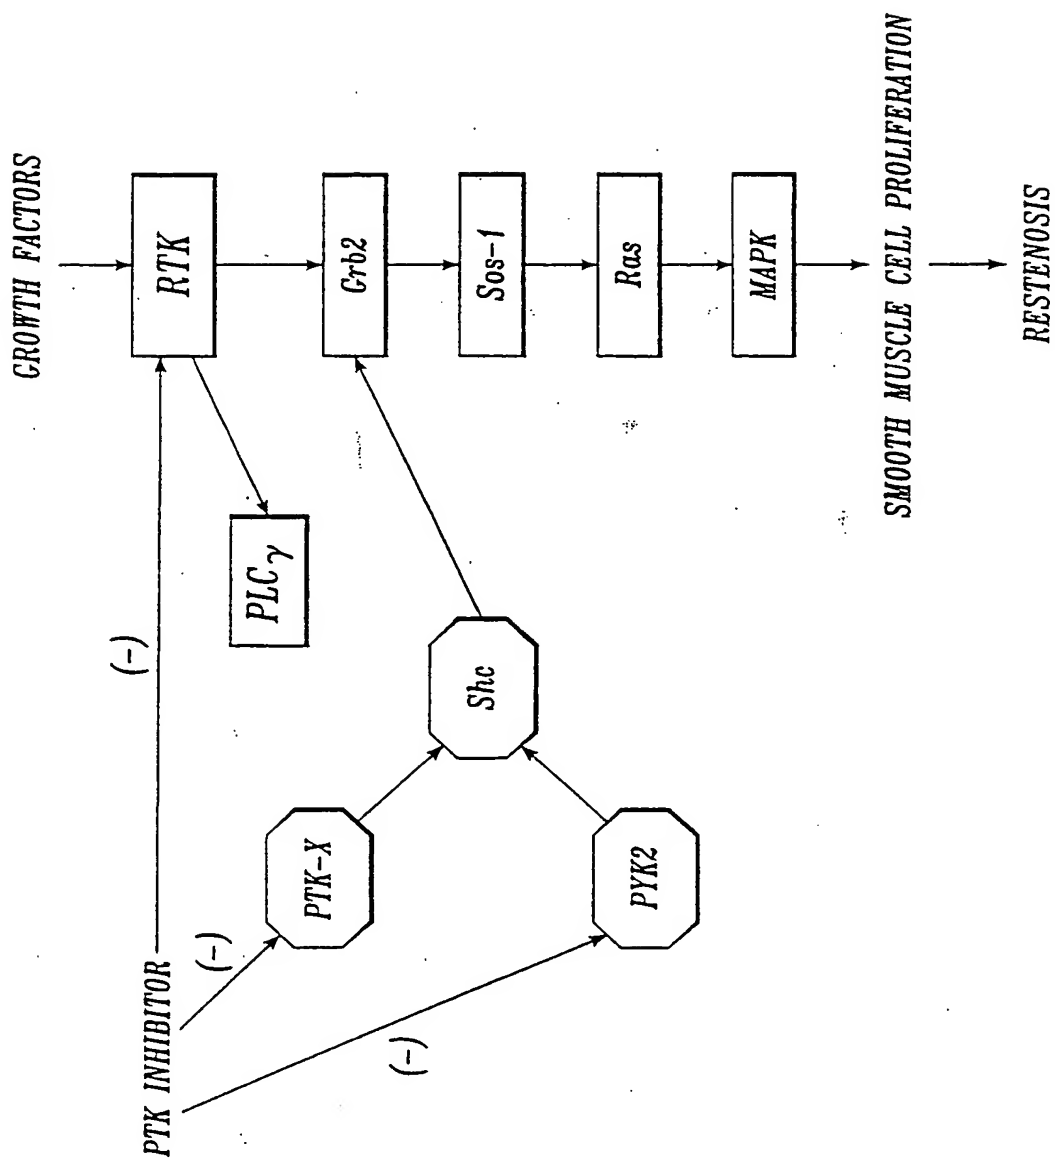 GROWTH FACTORS
PTK INHIBITOR
(-)
RTK
(-)
PLCγ
PTK-X
Grb2
(-)
Shc
Sos-1
PYK2
Ras
MAPK
SMOOTH MUSCLE CELL PROLIFERATION
RESTENOSIS